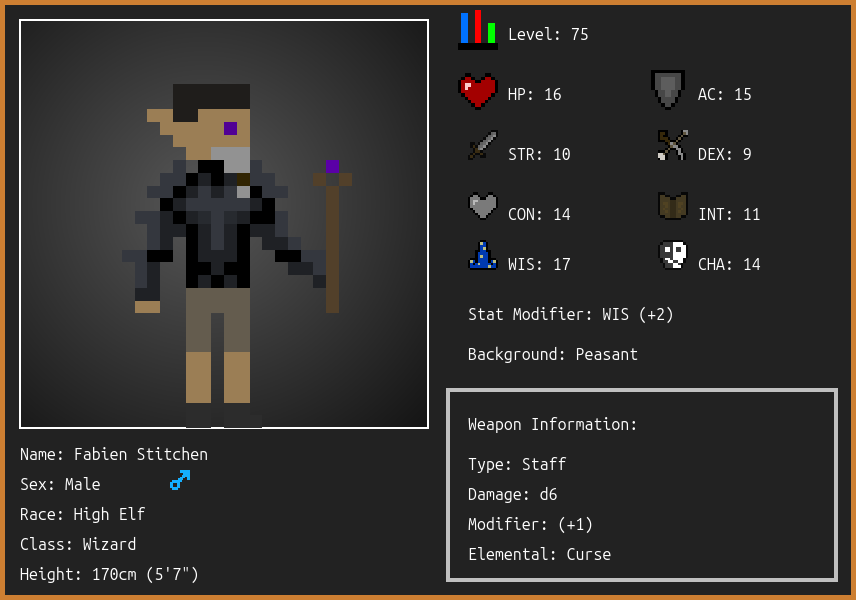 Level: 75
HP: 16
AC: 15
STR: 10
DEX: 9
CON: 14
INT: 11
WIS: 17
CHA: 14
Stat Modifier: WIS (+2)
Background: Peasant
Weapon Information:
Type: Staff
Damage: d6
Modifier: (+1)
Elemental: Curse
Name: Fabien Stitchen
Sex: Male
Race: High Elf
Class: Wizard
Height: 170cm (5'7")